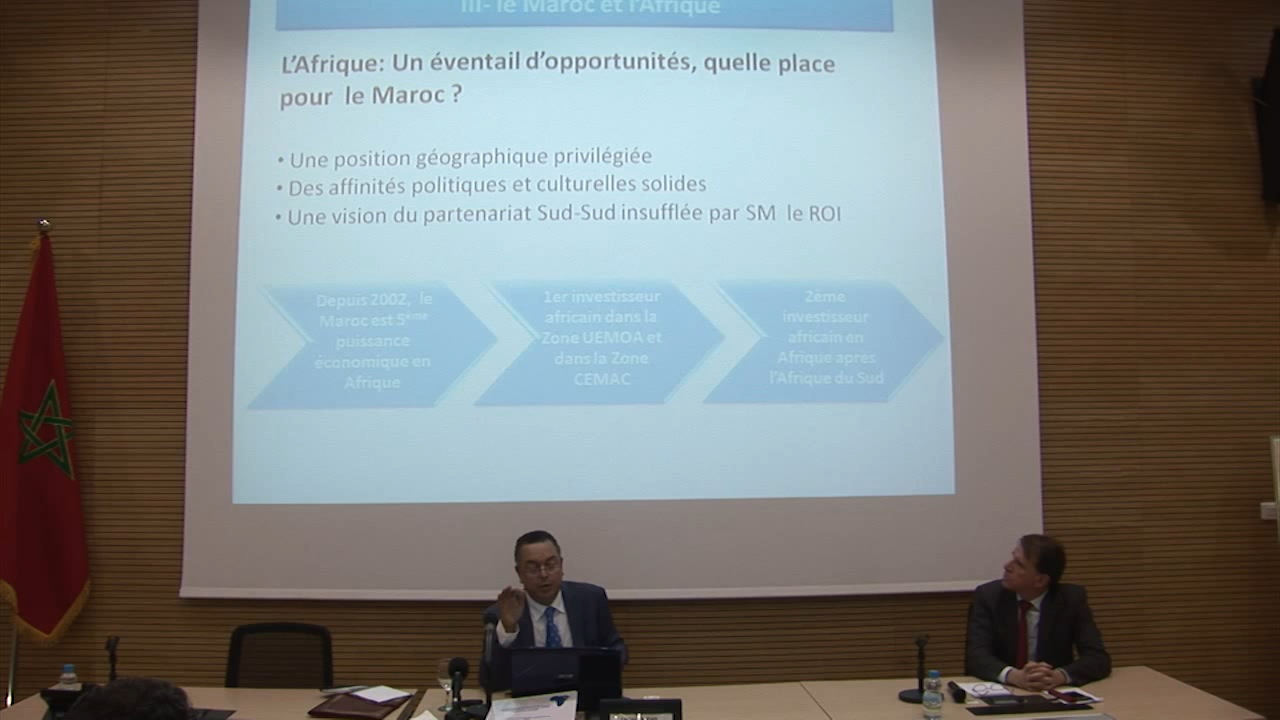 III- le Maroc et l'Afrique
L'Afrique: Un éventail d'opportunités, quelle place
pour le Maroc ?
• Une position géographique privilégiée
• Des affinités politiques et culturelles solides
• Une vision du partenariat Sud-Sud insufflée par SM le ROI
Depuis 2002, le
Maroc est 5ème
puissance
économique en
Afrique
1er investisseur
africain dans la
Zone UEMOA et
dans la Zone
CEMAC
2ème
investisseur
africain en
Afrique après
l'Afrique du Sud